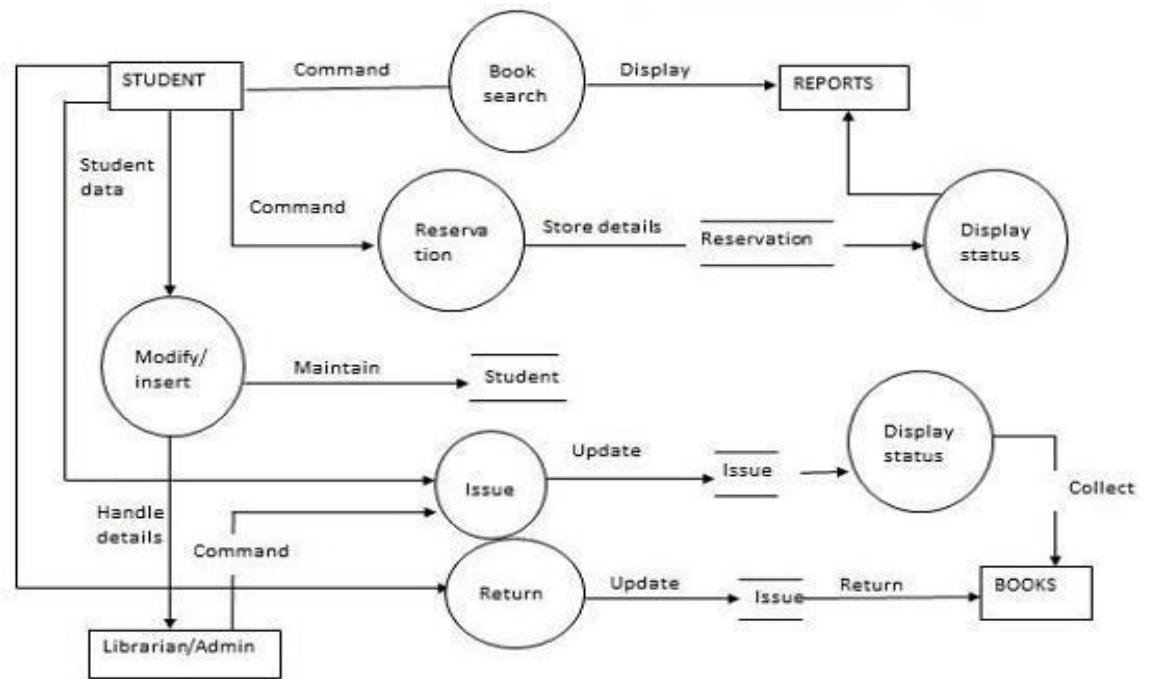 STUDENT
Command
Book
search
Display
REPORTS
Student
data
Command
Reserva
tion
Store details
Reservation
Display
status
Modify/
insert
Maintain
Student
Display
status
Update
Issue
Issue
Collect
Handle
details
Command
Return
Update
Issue
Return
BOOKS
Librarian/Admin